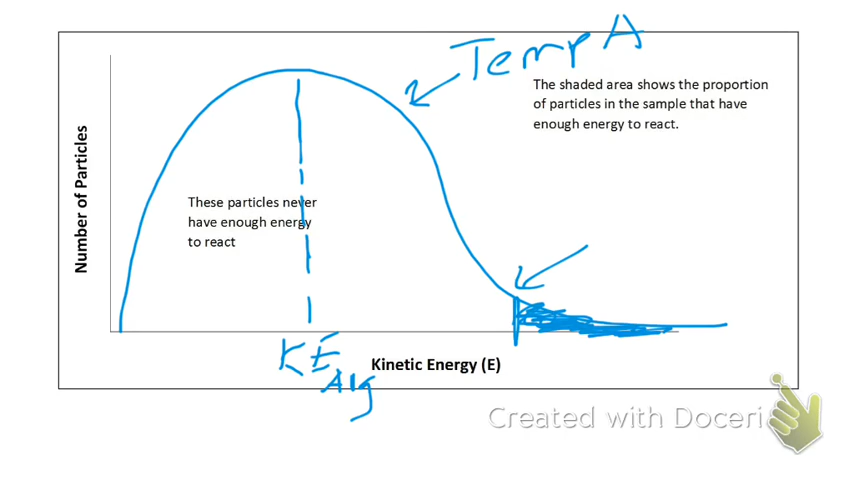 Temp A
The shaded area shows the proportion
of particles in the sample that have
enough energy to react.
Number of Particles
These particles never
have enough energy
to react
KE Avg
Kinetic Energy (E)
Created with Doceri